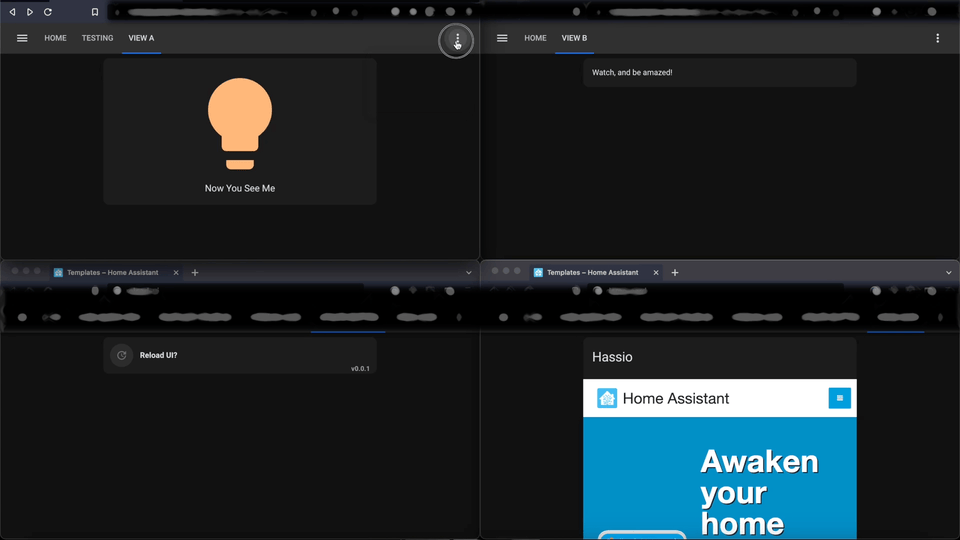 HOME TESTING VIEW A
Now You See Me
HOME VIEW B
Watch, and be amazed!
Templates – Home Assistant
Reload UI?
v0.0.1
Templates – Home Assistant
Hassio
Home Assistant
Awaken
your
home